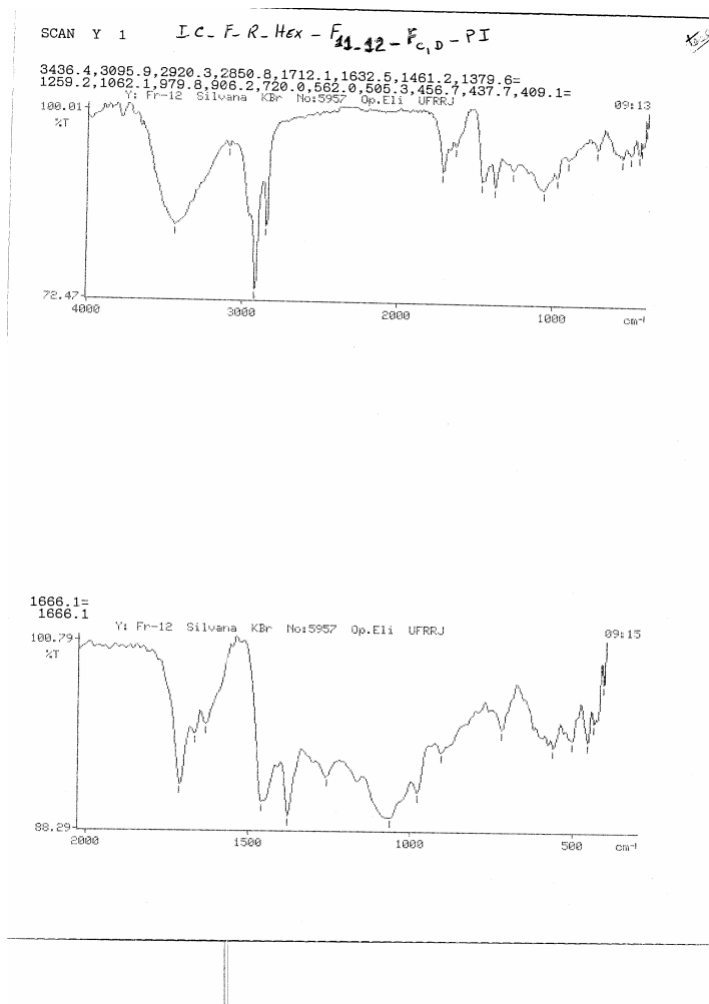 SCAN Y 1 I.C_ F_ R_ HEX - F11-12 - FC,D - PI
3436.4,3095.9,2920.3,2850.8,1712.1,1632.5,1461.2,1379.6=
1259.2,1062.1,979.8,906.2,720.0,562.0,505.3,456.7,437.7,409.1=
Y: Fr-12 Silvana KBr No:5957 Op.Eli UFRRJ
100.01 09:13
%T
72.47
4000 3000 2000 1000 cm-1
1666.1=
1666.1
Y: Fr-12 Silvana KBr No:5957 Op.Eli UFRRJ
100.79 09:15
%T
88.29
2000 1500 1000 500 cm-1